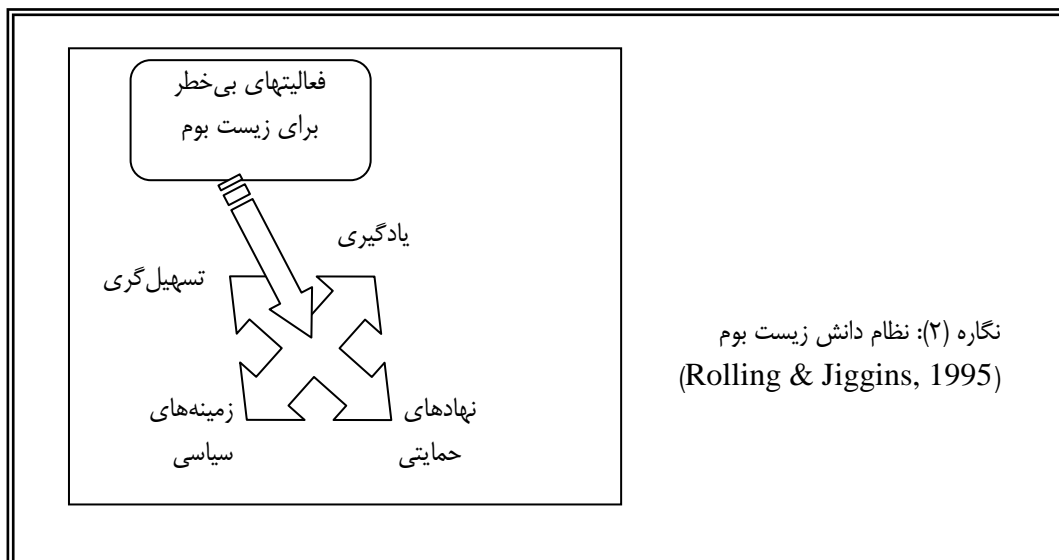 فعالیتهای بی‌خطر
برای زیست بوم
یادگیری
تسهیل‌گری
زمینه‌های
سیاسی
نهادهای
حمایتی
نگاره (۲): نظام دانش زیست بوم
(Rolling & Jiggins, 1995)